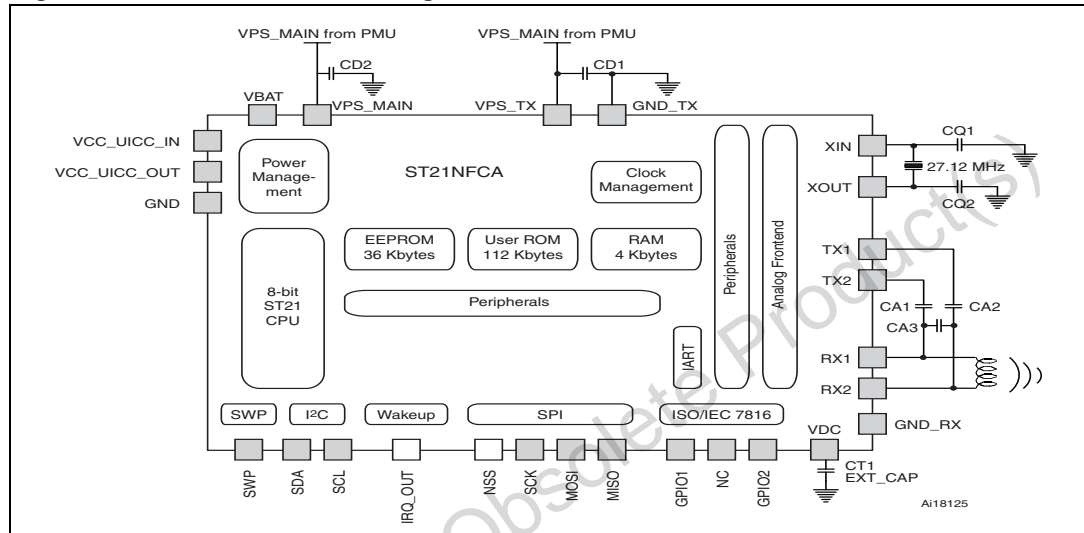 VPS_MAIN from PMU
VPS_MAIN from PMU
CD2
CD1
VBAT
VPS_MAIN
VPS_TX
GND_TX
VCC_UICC_IN
VCC_UICC_OUT
GND
Power
Manage-
ment
ST21NFCA
Clock
Management
XIN
CQ1
27.12 MHz
XOUT
CQ2
EEPROM
36 Kbytes
User ROM
112 Kbytes
RAM
4 Kbytes
Peripherals
Analog Frontend
TX1
TX2
CA1
CA2
CA3
8-bit
ST21
CPU
Peripherals
IART
RX1
RX2
GND_RX
SWP
I²C
Wakeup
SPI
ISO/IEC 7816
VDC
CT1
EXT_CAP
SWP
SDA
SCL
IRQ_OUT
NSS
SCK
MOSI
MISO
GPIO1
NC
GPIO2
Ai18125
Obsolete Product(s)